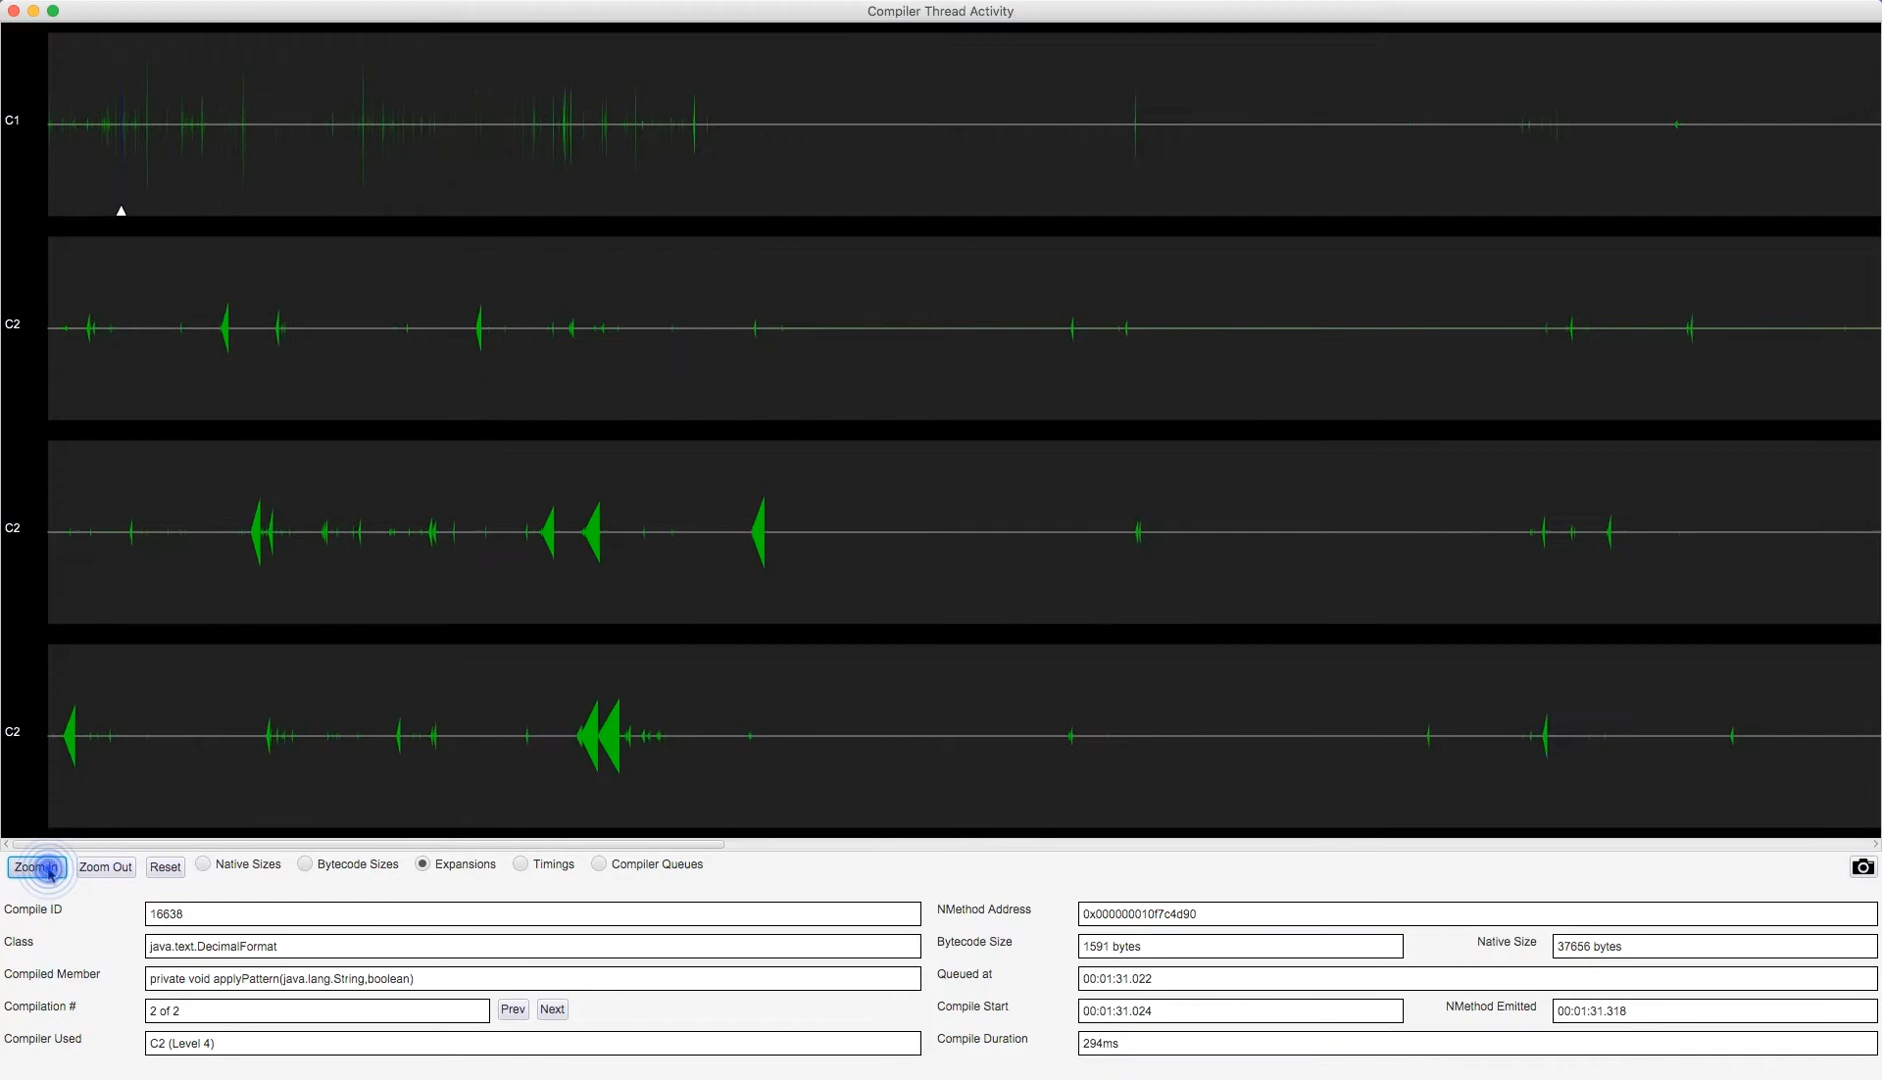 Compiler Thread Activity
C1
C2
C2
C2
Zoom In Zoom Out Reset Native Sizes Bytecode Sizes Expansions Timings Compiler Queues
Compile ID 16638 NMethod Address 0x000000010f7c4d90
Class java.text.DecimalFormat Bytecode Size 1591 bytes Native Size 37656 bytes
Compiled Member private void applyPattern(java.lang.String,boolean) Queued at 00:01:31.022
Compilation # 2 of 2 Prev Next Compile Start 00:01:31.024 NMethod Emitted 00:01:31.318
Compiler Used C2 (Level 4) Compile Duration 294ms